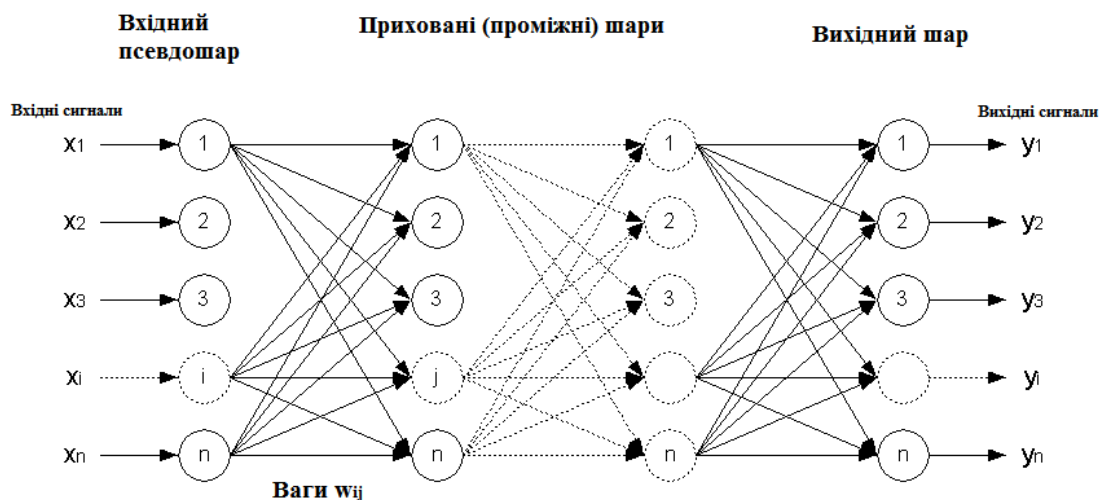 Вхідний
псевдошар
Приховані (проміжні) шари
Вихідний шар
Вхідні сигнали
Вихідні сигнали
x1 1 1 1 1 y1
x2 2 2 2 2 y2
x3 3 3 3 3 y3
xi i j yi
xn n n n n yn
Ваги wij